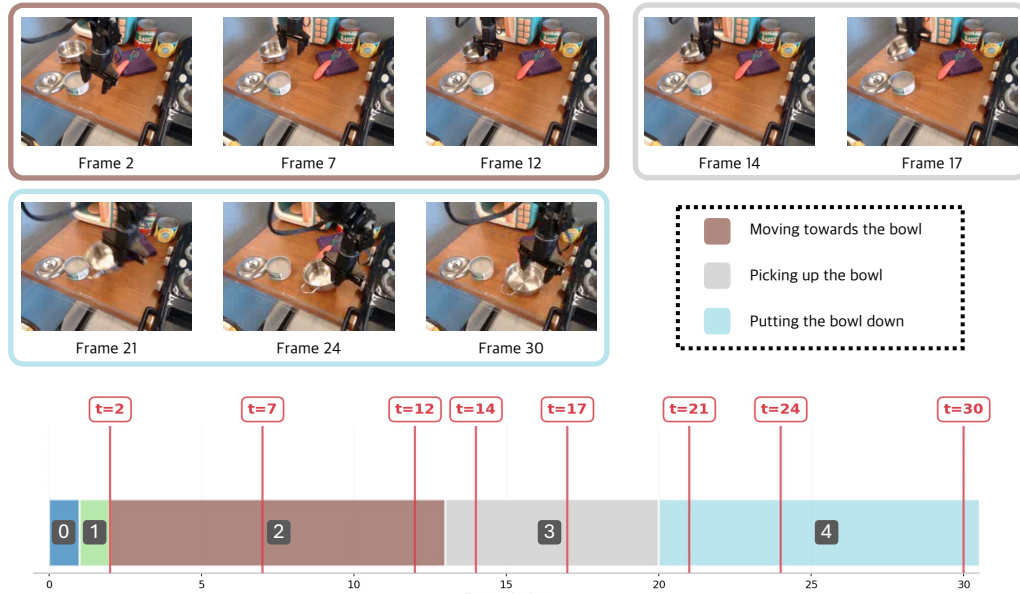 Frame 2
Frame 7
Frame 12
Frame 14
Frame 17
Frame 21
Frame 24
Frame 30
Moving towards the bowl
Picking up the bowl
Putting the bowl down
t=2
t=7
t=12
t=14
t=17
t=21
t=24
t=30
0
1
2
3
4
0
5
10
15
20
25
30